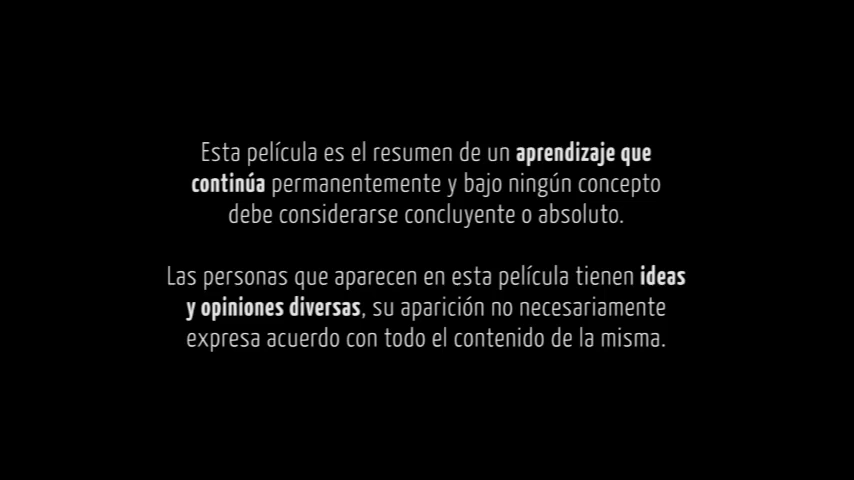 Esta película es el resumen de un aprendizaje que
continúa permanentemente y bajo ningún concepto
debe considerarse concluyente o absoluto.
Las personas que aparecen en esta película tienen ideas
y opiniones diversas, su aparición no necesariamente
expresa acuerdo con todo el contenido de la misma.